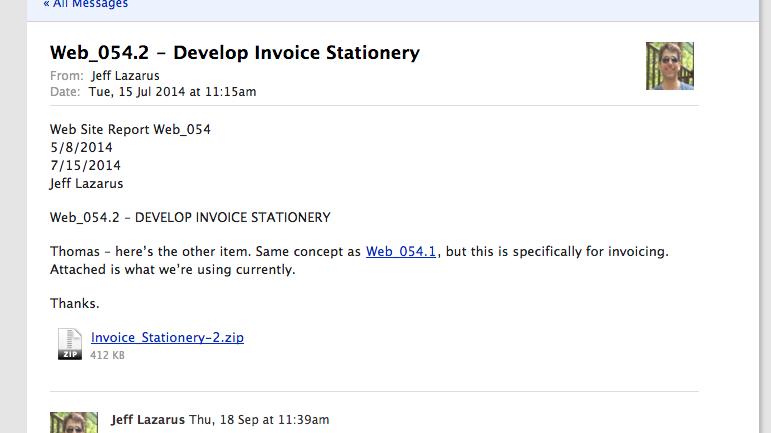 « All Messages
Web_054.2 – Develop Invoice Stationery
From: Jeff Lazarus
Date: Tue, 15 Jul 2014 at 11:15am
Web Site Report Web_054
5/8/2014
7/15/2014
Jeff Lazarus
Web_054.2 – DEVELOP INVOICE STATIONERY
Thomas – here’s the other item. Same concept as Web_054.1, but this is specifically for invoicing.
Attached is what we’re using currently.
Thanks.
Invoice_Stationery-2.zip
ZIP
412 KB
Jeff Lazarus Thu, 18 Sep at 11:39am